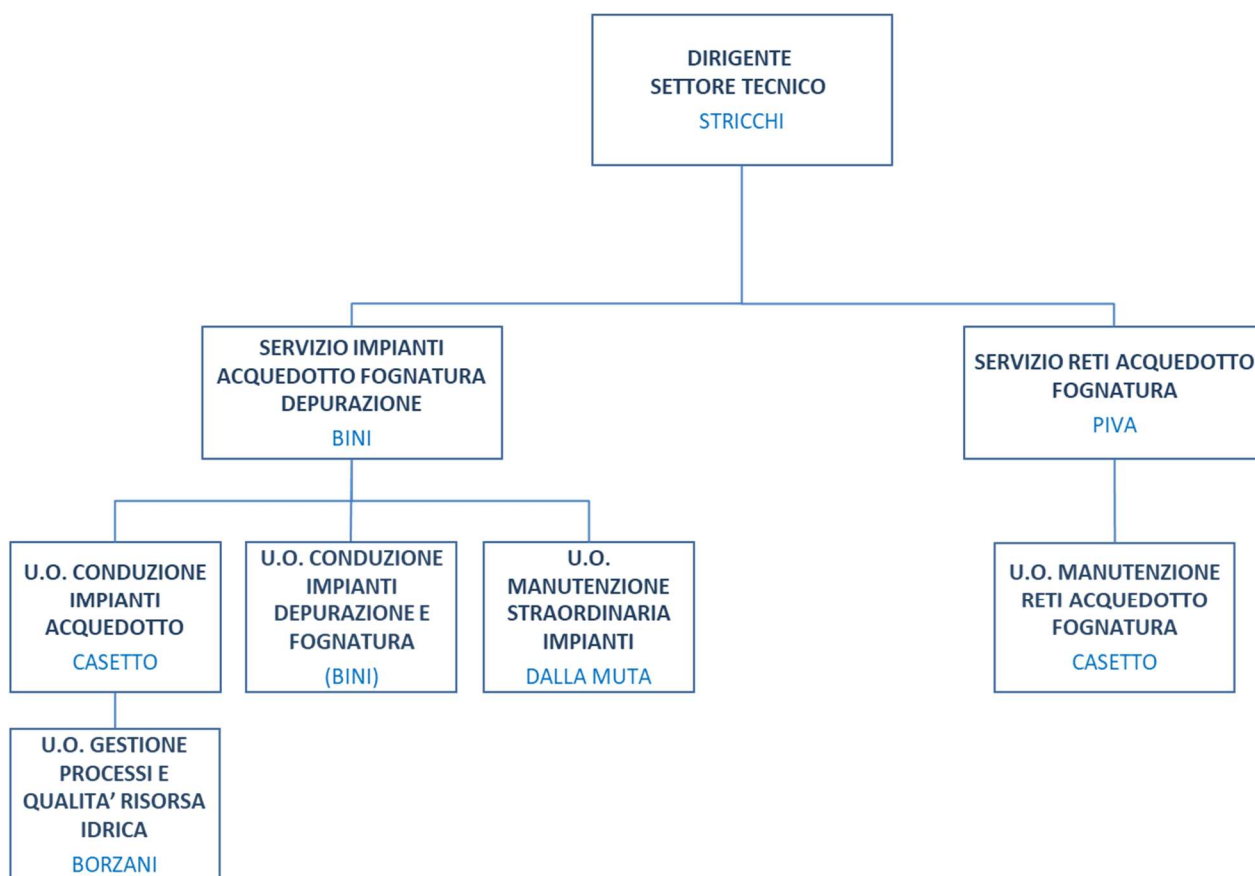 DIRIGENTE
SETTORE TECNICO
STRICCHI
SERVIZIO IMPIANTI
ACQUEDOTTO FOGNATURA
DEPURAZIONE
BINI
SERVIZIO RETI ACQUEDOTTO
FOGNATURA
PIVA
U.O. CONDUZIONE
IMPIANTI
ACQUEDOTTO
CASETTO
U.O. CONDUZIONE
IMPIANTI
DEPURAZIONE E
FOGNATURA
(BINI)
U.O.
MANUTENZIONE
STRAORDINARIA
IMPIANTI
DALLA MUTA
U.O. MANUTENZIONE
RETI ACQUEDOTTO
FOGNATURA
CASETTO
U.O. GESTIONE
PROCESSI E
QUALITA’ RISORSA
IDRICA
BORZANI